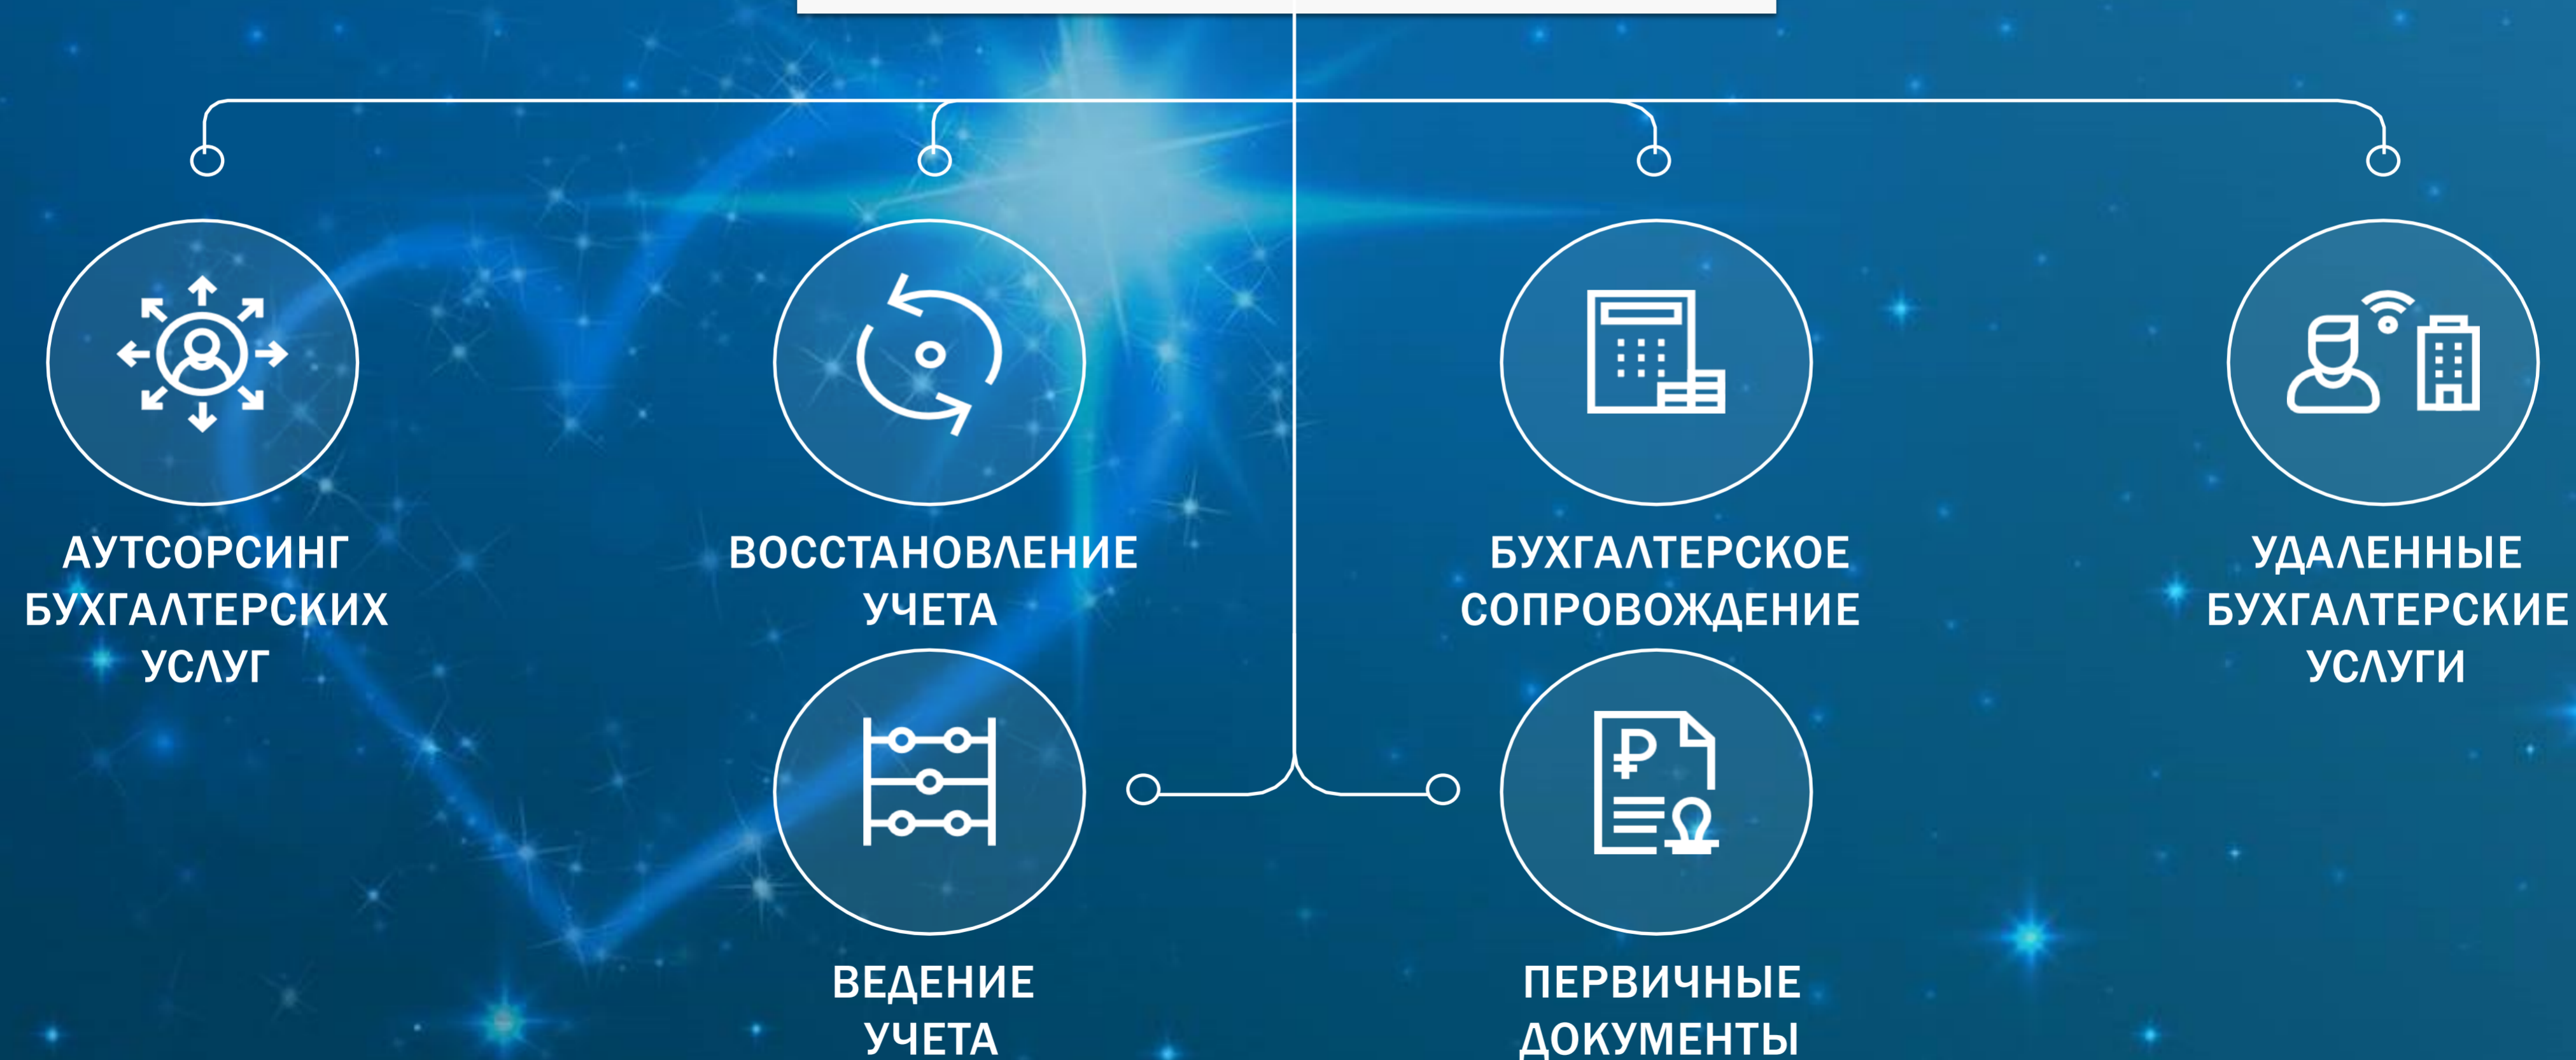 АУТСОРСИНГ
БУХГАЛТЕРСКИХ
УСЛУГ
ВОССТАНОВЛЕНИЕ
УЧЕТА
БУХГАЛТЕРСКОЕ
СОПРОВОЖДЕНИЕ
УДАЛЕННЫЕ
БУХГАЛТЕРСКИЕ
УСЛУГИ
ВЕДЕНИЕ
УЧЕТА
ПЕРВИЧНЫЕ
ДОКУМЕНТЫ